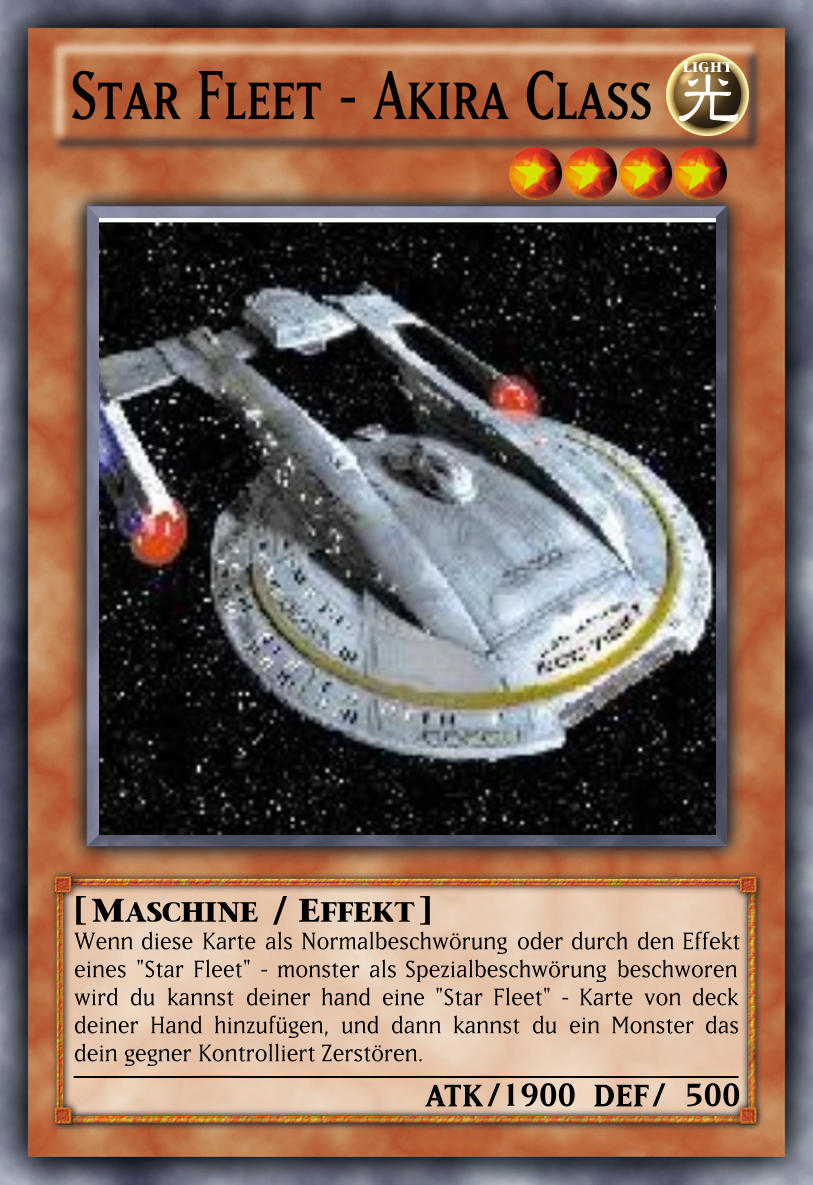 Star Fleet - Akira Class
LIGHT
光
[ Maschine / Effekt ]
Wenn diese Karte als Normalbeschwörung oder durch den Effekt
eines "Star Fleet" - monster als Spezialbeschwörung beschworen
wird du kannst deiner hand eine "Star Fleet" - Karte von deck
deiner Hand hinzufügen, und dann kannst du ein Monster das
dein gegner Kontrolliert Zerstören.
ATK/1900 DEF/ 500